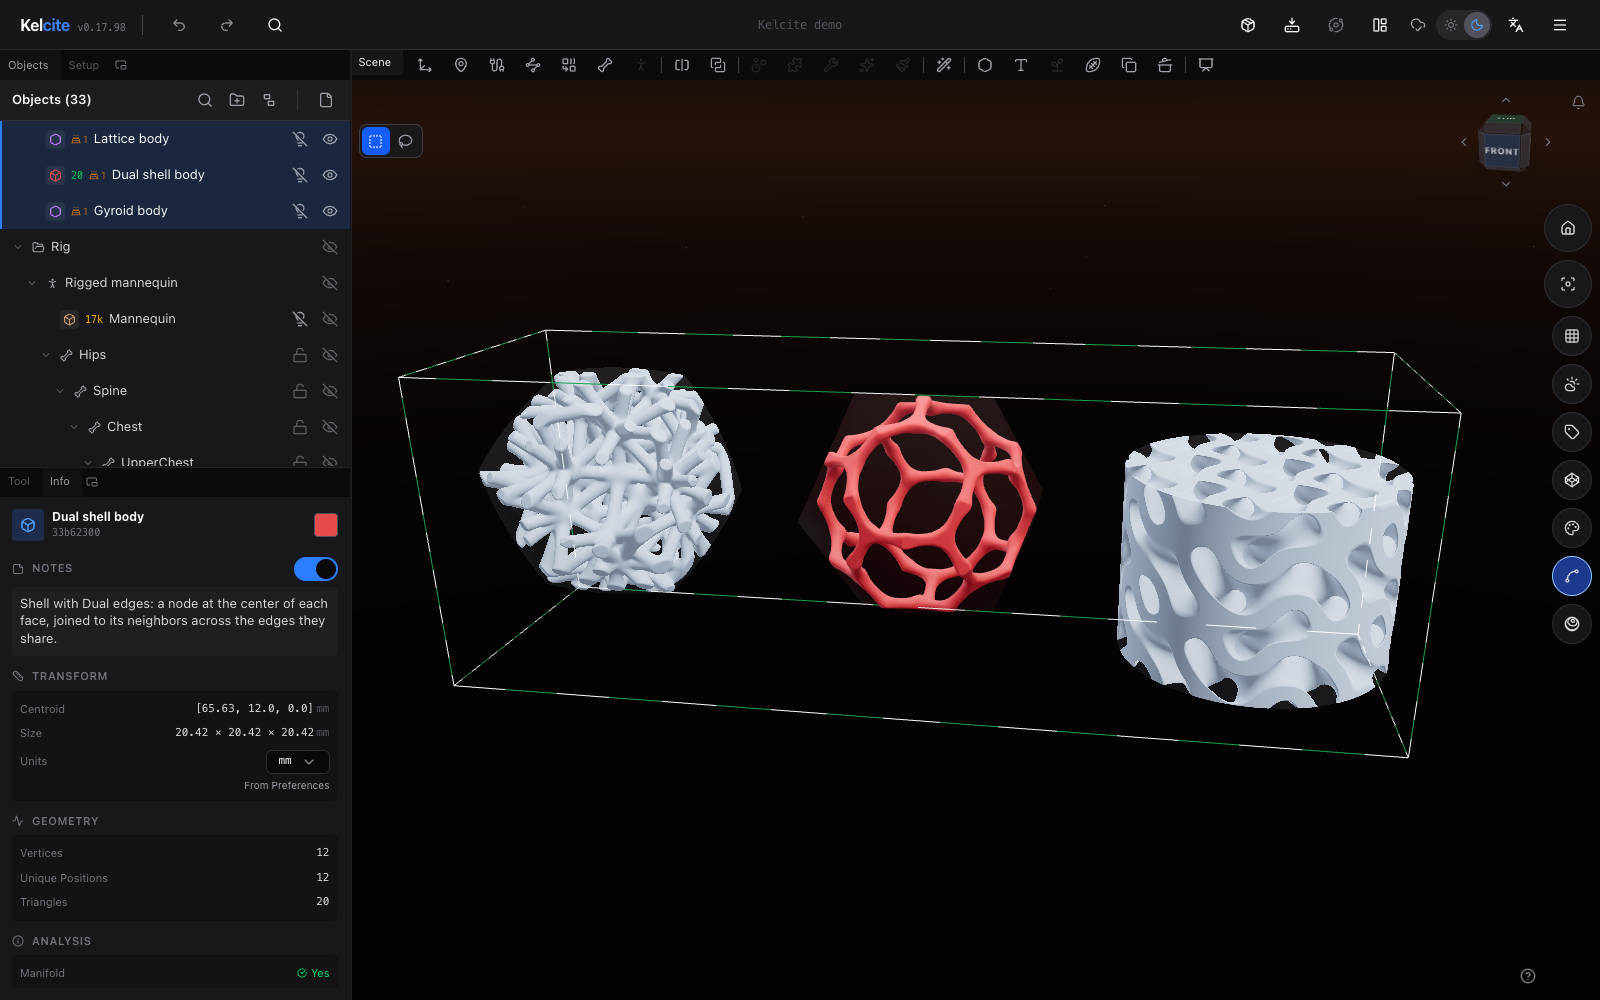 Kelcite v0.17.98
Kelcite demo
Objects Setup
Scene
Objects (33)
1 Lattice body
20 1 Dual shell body
1 Gyroid body
Rig
Rigged mannequin
17k Mannequin
Hips
Spine
Chest
UpperChest
FRONT
Tool Info
Dual shell body
33b62300
NOTES
Shell with Dual edges: a node at the center of each
face, joined to its neighbors across the edges they
share.
TRANSFORM
Centroid [65.63, 12.0, 0.0] mm
Size 20.42 × 20.42 × 20.42 mm
Units mm
From Preferences
GEOMETRY
Vertices 12
Unique Positions 12
Triangles 20
ANALYSIS
Manifold Yes